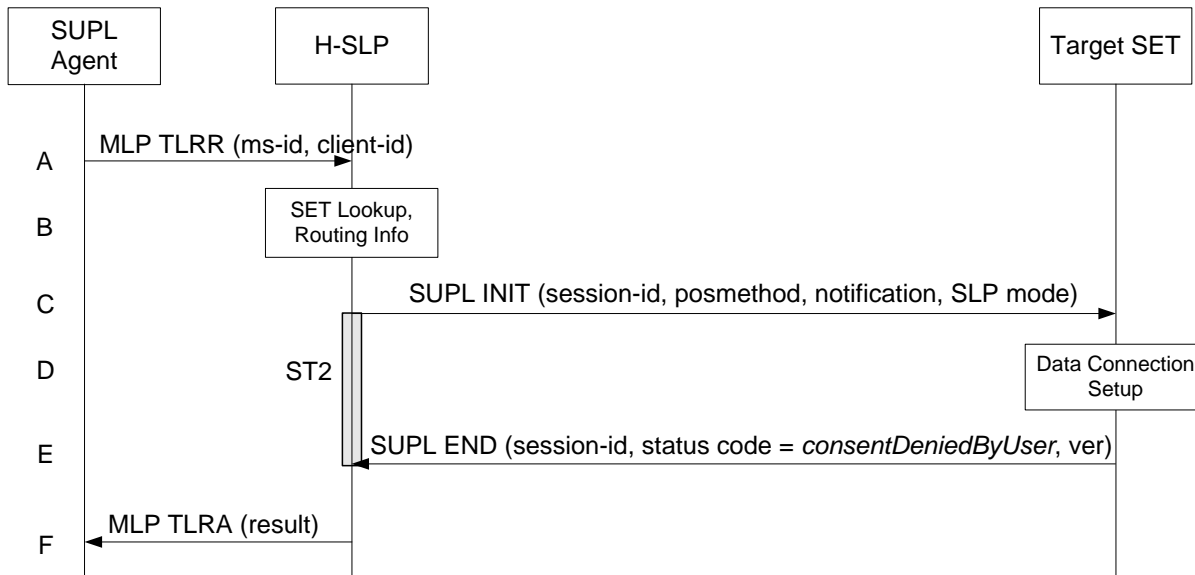 SUPL
Agent
H-SLP
Target SET
A
MLP TLRR (ms-id, client-id)
B
SET Lookup,
Routing Info
C
SUPL INIT (session-id, posmethod, notification, SLP mode)
D
ST2
Data Connection
Setup
E
SUPL END (session-id, status code = consentDeniedByUser, ver)
F
MLP TLRA (result)